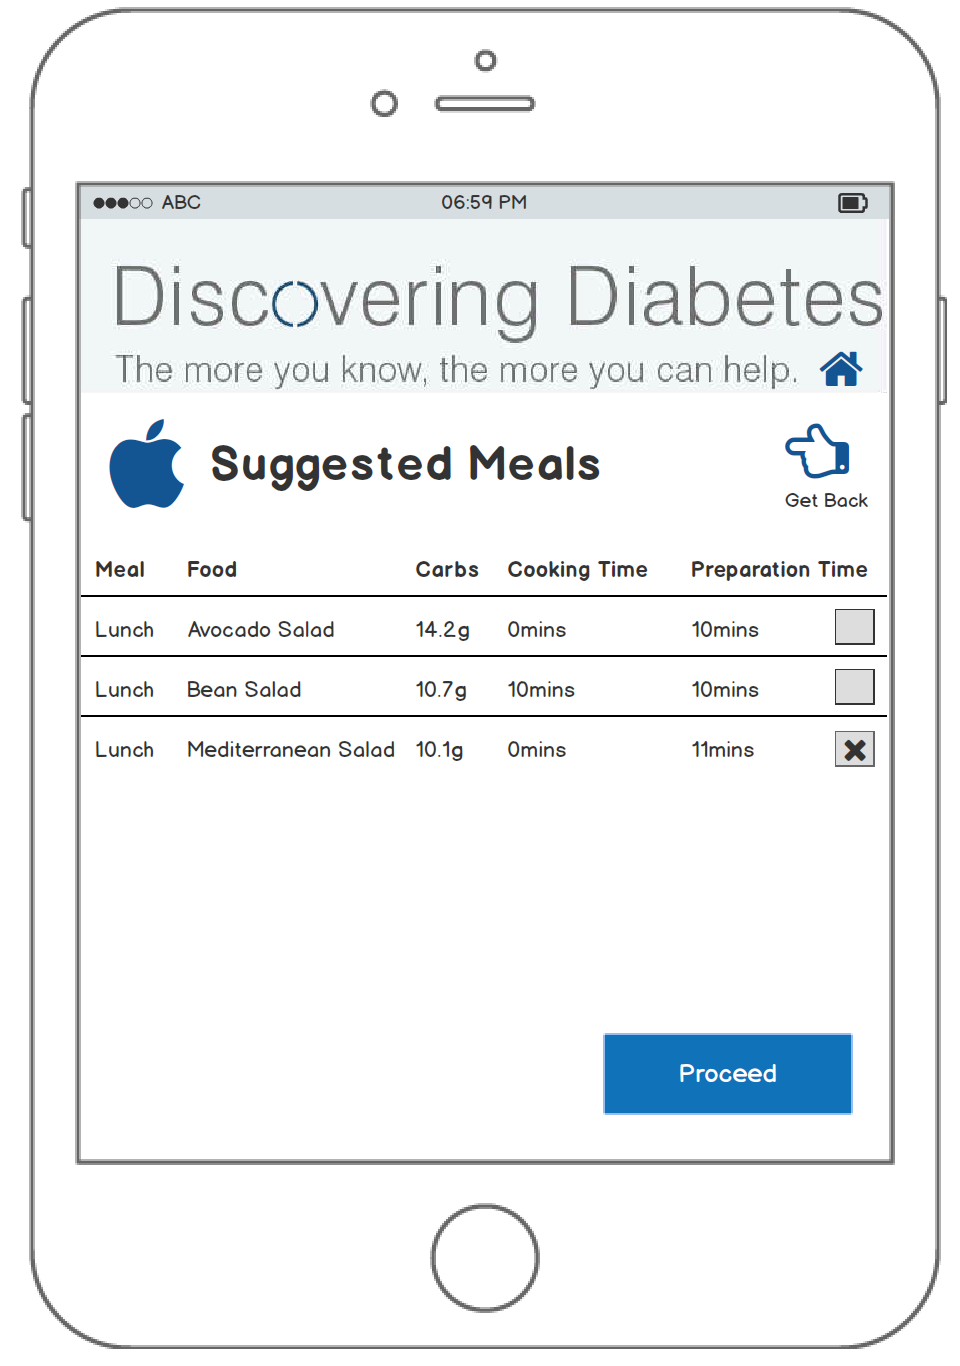 ABC 06:59 PM
Discovering Diabetes
The more you know, the more you can help.
Suggested Meals
Get Back
Meal Food Carbs Cooking Time Preparation Time
Lunch Avocado Salad 14.2g 0mins 10mins
Lunch Bean Salad 10.7g 10mins 10mins
Lunch Mediterranean Salad 10.1g 0mins 11mins
Proceed